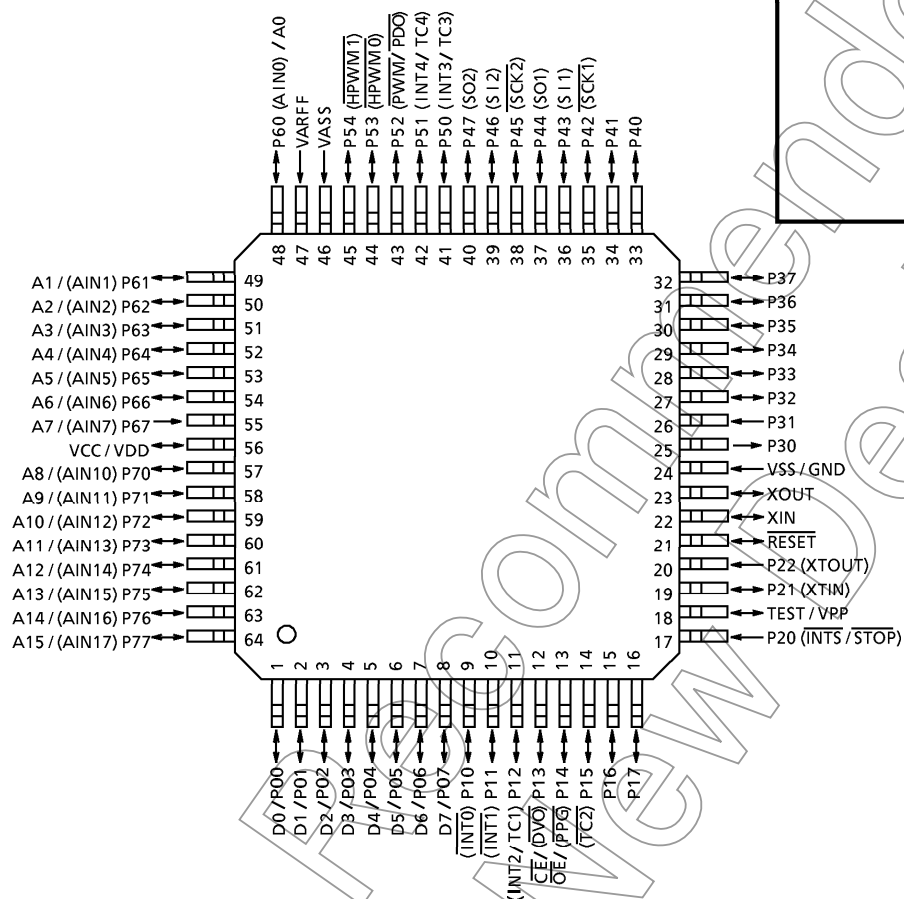 P60 (AIN0) / A0
VARFF
VASS
P54 (HPWM1)
P53 (HPWM0)
P52 (PWM/PDO)
P51 (INT4/TC4)
P50 (INT3/TC3)
P47 (SO2)
P46 (SI2)
P45 (SCK2)
P44 (SO1)
P43 (SI1)
P42 (SCK1)
P41
P40
48 47 46 45 44 43 42 41 40 39 38 37 36 35 34 33
A1 / (AIN1) P61 49
A2 / (AIN2) P62 50
A3 / (AIN3) P63 51
A4 / (AIN4) P64 52
A5 / (AIN5) P65 53
A6 / (AIN6) P66 54
A7 / (AIN7) P67 55
VCC / VDD 56
A8 / (AIN10) P70 57
A9 / (AIN11) P71 58
A10 / (AIN12) P72 59
A11 / (AIN13) P73 60
A12 / (AIN14) P74 61
A13 / (AIN15) P75 62
A14 / (AIN16) P76 63
A15 / (AIN17) P77 64
32 P37
31 P36
30 P35
29 P34
28 P33
27 P32
26 P31
25 P30
24 VSS / GND
23 XOUT
22 XIN
21 RESET
20 P22 (XTOUT)
19 P21 (XTIN)
18 TEST / VPP
17 P20 (INTS / STOP)
1 2 3 4 5 6 7 8 9 10 11 12 13 14 15 16
D0 / P00
D1 / P01
D2 / P02
D3 / P03
D4 / P04
D5 / P05
D6 / P06
D7 / P07
(INT0) P10
(INT1) P11
(INT2/TC1) P12
CE/(DVO) P13
OE/(PPG) P14
(TC2) P15
P16
P17
Recommende
New De